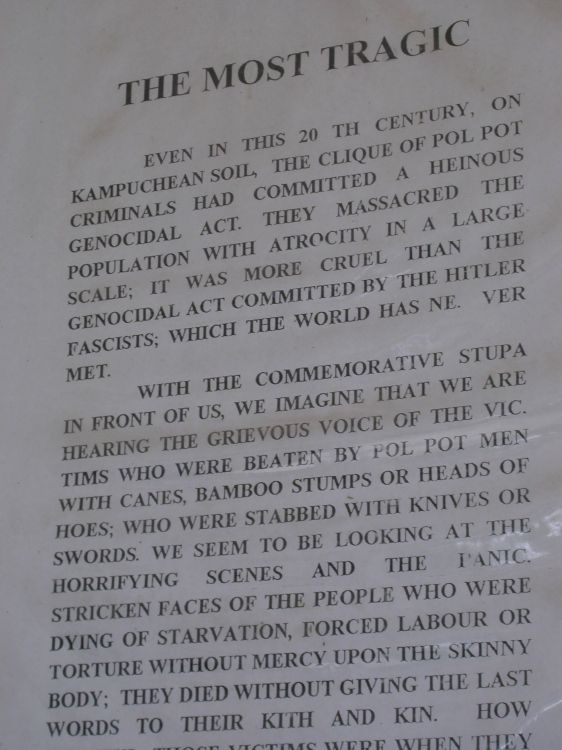 THE MOST TRAGIC
EVEN IN THIS 20 TH CENTURY, ON
KAMPUCHEAN SOIL, THE CLIQUE OF POL POT
CRIMINALS HAD COMMITTED A HEINOUS
GENOCIDAL ACT. THEY MASSACRED THE
POPULATION WITH ATROCITY IN A LARGE
SCALE; IT WAS MORE CRUEL THAN THE
GENOCIDAL ACT COMMITTED BY THE HITLER
FASCISTS; WHICH THE WORLD HAS NE. VER
MET.
WITH THE COMMEMORATIVE STUPA
IN FRONT OF US, WE IMAGINE THAT WE ARE
HEARING THE GRIEVOUS VOICE OF THE VIC.
TIMS WHO WERE BEATEN BY POL POT MEN
WITH CANES, BAMBOO STUMPS OR HEADS OF
HOES; WHO WERE STABBED WITH KNIVES OR
SWORDS. WE SEEM TO BE LOOKING AT THE
HORRIFYING SCENES AND THE PANIC.
STRICKEN FACES OF THE PEOPLE WHO WERE
DYING OF STARVATION, FORCED LABOUR OR
TORTURE WITHOUT MERCY UPON THE SKINNY
BODY; THEY DIED WITHOUT GIVING THE LAST
WORDS TO THEIR KITH AND KIN. HOW
THOSE VICTIMS WERE WHEN THEY